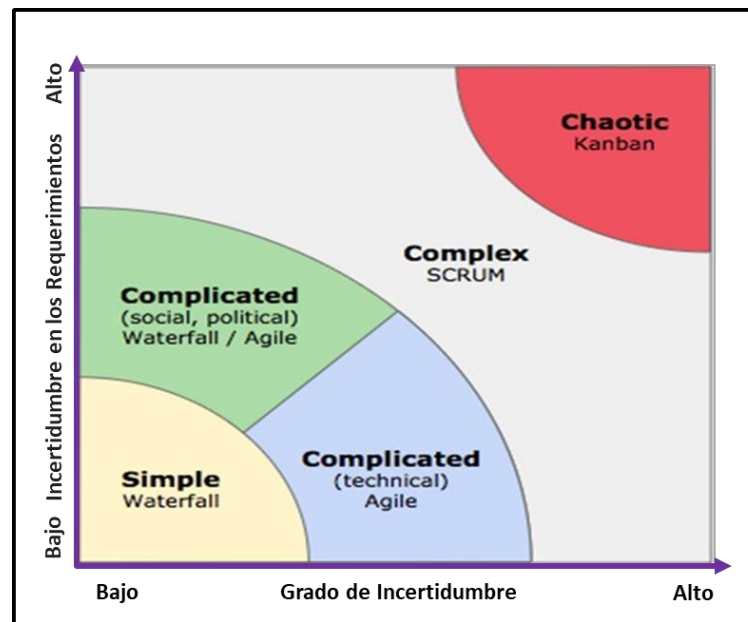 Alto
Incertidumbre en los Requerimientos
Bajo
Chaotic
Kanban
Complex
SCRUM
Complicated
(social, political)
Waterfall / Agile
Complicated
(technical)
Agile
Simple
Waterfall
Bajo
Grado de Incertidumbre
Alto